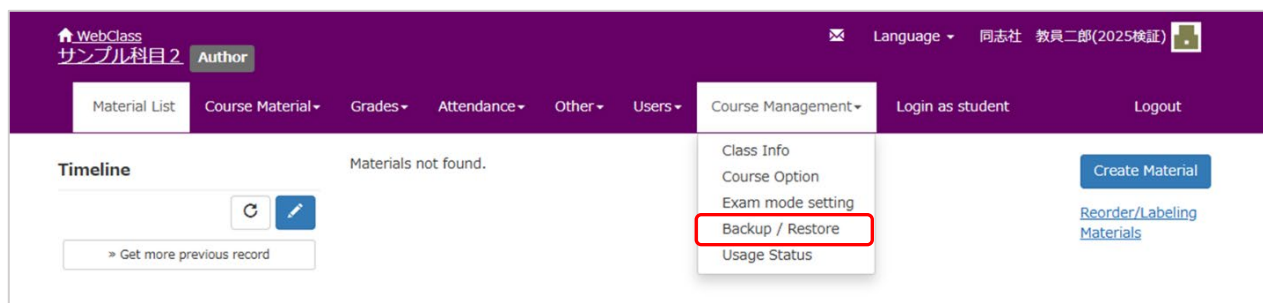 WebClass
サンプル科目2 Author
Language 同志社 教員二郎(2025検証)
Material List Course Material Grades Attendance Other Users Course Management Login as student Logout
Timeline
Materials not found.
» Get more previous record
Class Info
Course Option
Exam mode setting
Backup / Restore
Usage Status
Create Material
Reorder/Labeling
Materials